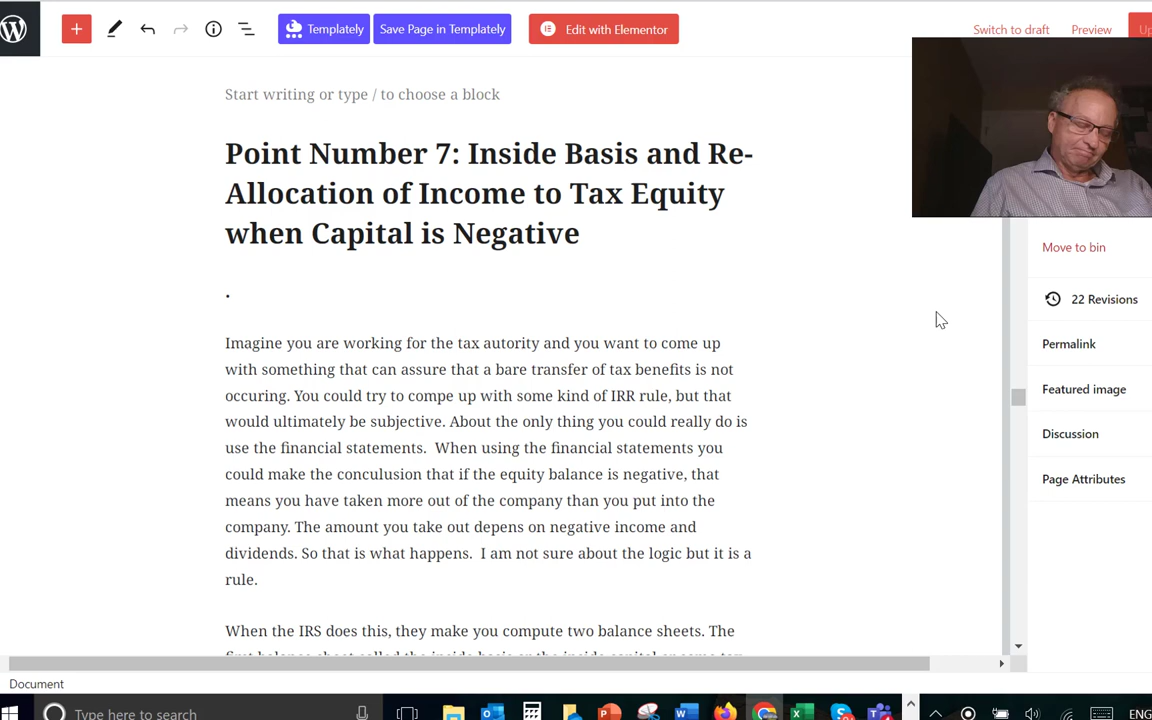 Templately
Save Page in Templately
Edit with Elementor
Switch to draft
Preview
Start writing or type / to choose a block
Point Number 7: Inside Basis and Re-
Allocation of Income to Tax Equity
when Capital is Negative
.
Imagine you are working for the tax autority and you want to come up
with something that can assure that a bare transfer of tax benefits is not
occuring. You could try to compe up with some kind of IRR rule, but that
would ultimately be subjective. About the only thing you could really do is
use the financial statements.  When using the financial statements you
could make the conculusion that if the equity balance is negative, that
means you have taken more out of the company than you put into the
company. The amount you take out depens on negative income and
dividends. So that is what happens.  I am not sure about the logic but it is a
rule.
When the IRS does this, they make you compute two balance sheets. The
Move to bin
22 Revisions
Permalink
Featured image
Discussion
Page Attributes
Document
Type here to search
ENG